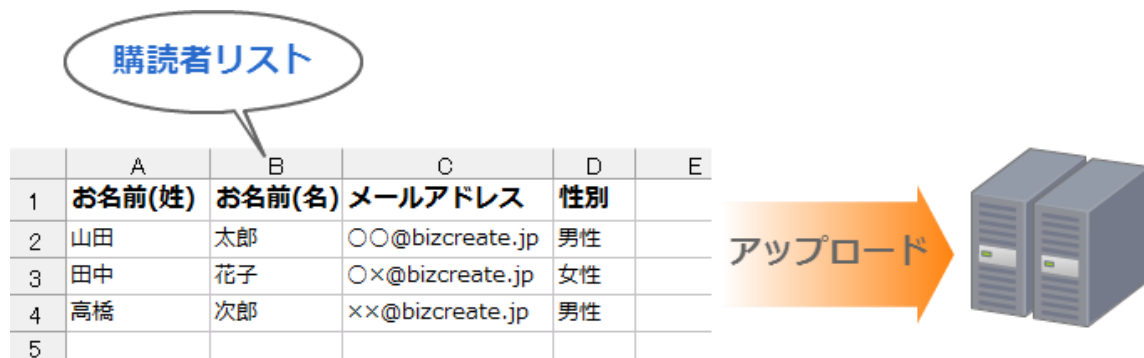 購読者リスト
A B C D E
1 お名前(姓) お名前(名) メールアドレス 性別
2 山田 太郎 〇〇@bizcreate.jp 男性
3 田中 花子 〇×@bizcreate.jp 女性
4 高橋 次郎 ××@bizcreate.jp 男性
5
アップロード